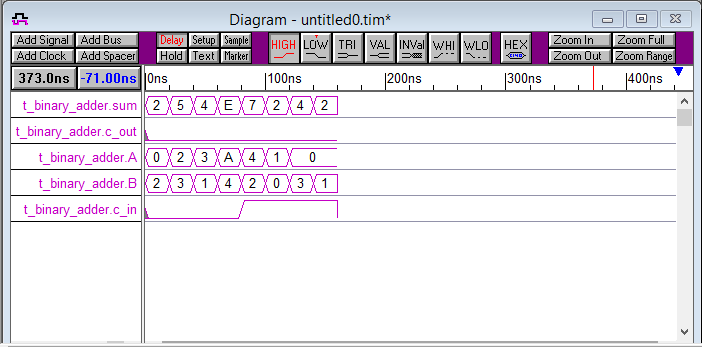 Diagram - untitled0.tim*
Add Signal Add Bus Delay Setup Sample HIGH LOW TRI VAL INVal WHI WLO HEX Zoom In Zoom Full
Add Clock Add Spacer Hold Text Marker Zoom Out Zoom Range
373.0ns -71.00ns 0ns 100ns 200ns 300ns 400ns
t_binary_adder.sum 2 5 4 E 7 2 4 2
t_binary_adder.c_out
t_binary_adder.A 0 2 3 A 4 1 0
t_binary_adder.B 2 3 1 4 2 0 3 1
t_binary_adder.c_in